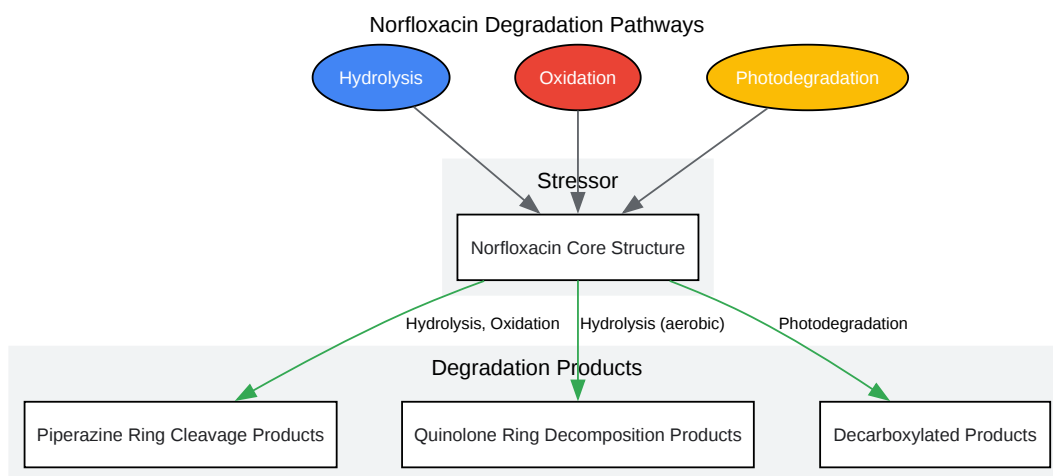 Norfloxacin Degradation Pathways
Hydrolysis
Oxidation
Photodegradation
Stressor
Norfloxacin Core Structure
Hydrolysis, Oxidation
Hydrolysis (aerobic)
Photodegradation
Degradation Products
Piperazine Ring Cleavage Products
Quinolone Ring Decomposition Products
Decarboxylated Products